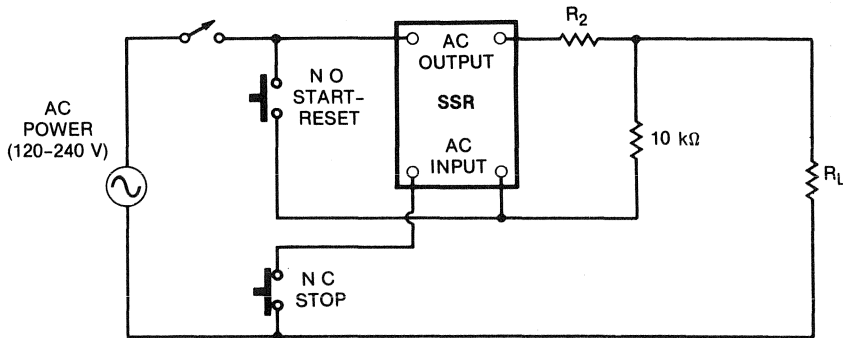 AC
POWER
(120–240 V)
N O
START–
RESET
AC
OUTPUT
SSR
AC
INPUT
R2
10 kΩ
RL
N C
STOP